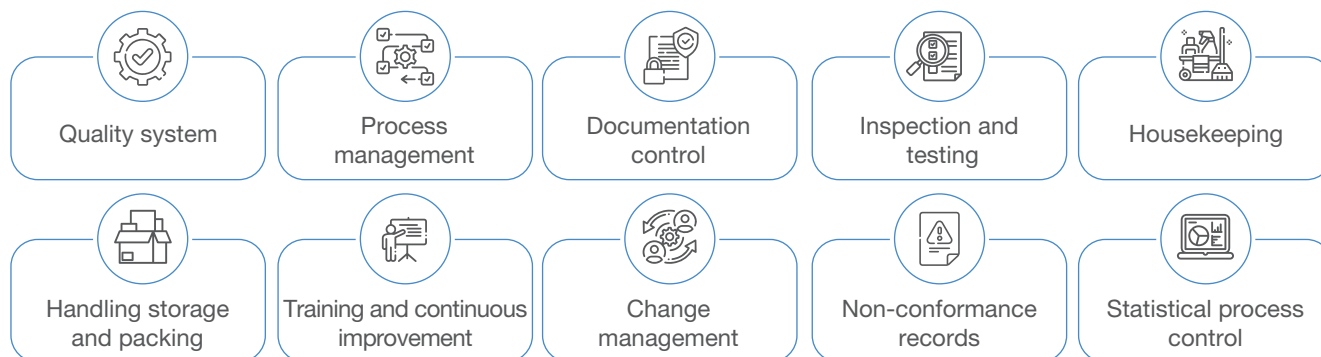 Quality system
Process
management
Documentation
control
Inspection and
testing
Housekeeping
Handling storage
and packing
Training and continuous
improvement
Change
management
Non-conformance
records
Statistical process
control